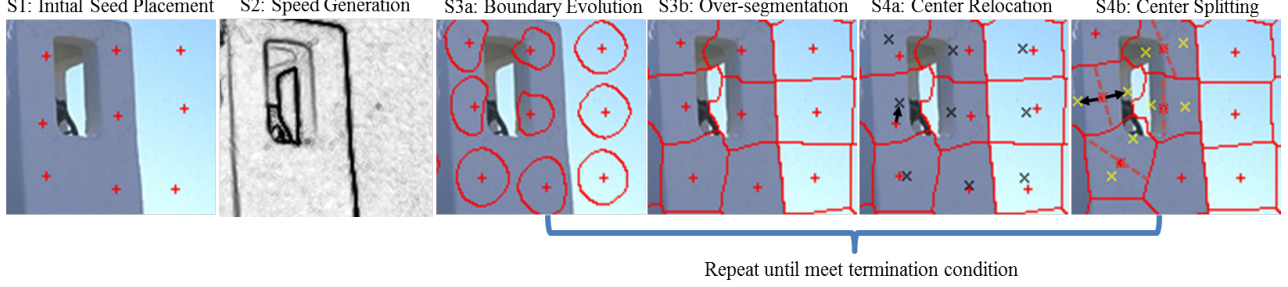 S1: Initial Seed Placement
S2: Speed Generation
S3a: Boundary Evolution
S3b: Over-segmentation
S4a: Center Relocation
S4b: Center Splitting
Repeat until meet termination condition